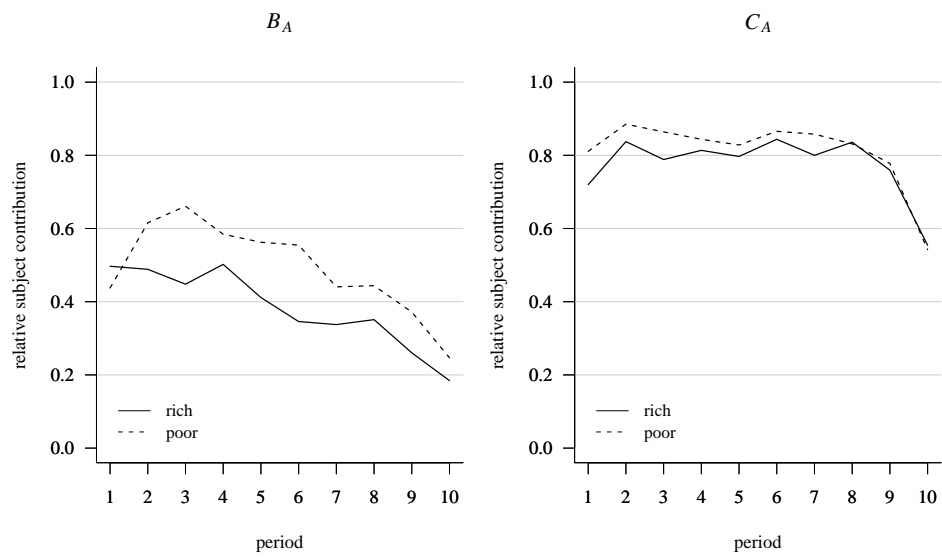 B_A
relative subject contribution
1.0
0.8
0.6
0.4
0.2
0.0
rich
poor
1 2 3 4 5 6 7 8 9 10
period
C_A
relative subject contribution
1.0
0.8
0.6
0.4
0.2
0.0
rich
poor
1 2 3 4 5 6 7 8 9 10
period